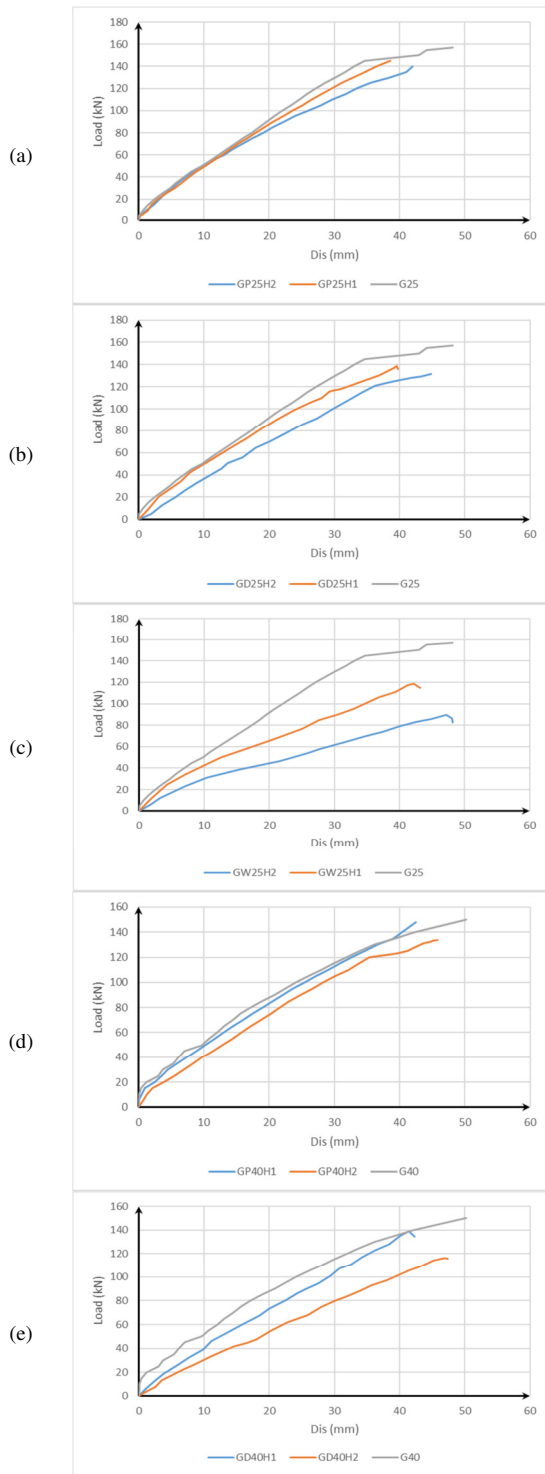 (a)
Load (kN)
180
160
140
120
100
80
60
40
20
0
0 10 20 30 40 50 60
Dis (mm)
GP25H2 GP25H1 G25
(b)
Load (kN)
180
160
140
120
100
80
60
40
20
0
0 10 20 30 40 50 60
Dis (mm)
GD25H2 GD25H1 G25
(c)
Load (kN)
180
160
140
120
100
80
60
40
20
0
0 10 20 30 40 50 60
Dis (mm)
GW25H2 GW25H1 G25
(d)
Load (kN)
160
140
120
100
80
60
40
20
0
0 10 20 30 40 50 60
Dis (mm)
GP40H1 GP40H2 G40
(e)
Load (kN)
160
140
120
100
80
60
40
20
0
0 10 20 30 40 50 60
Dis (mm)
GD40H1 GD40H2 G40